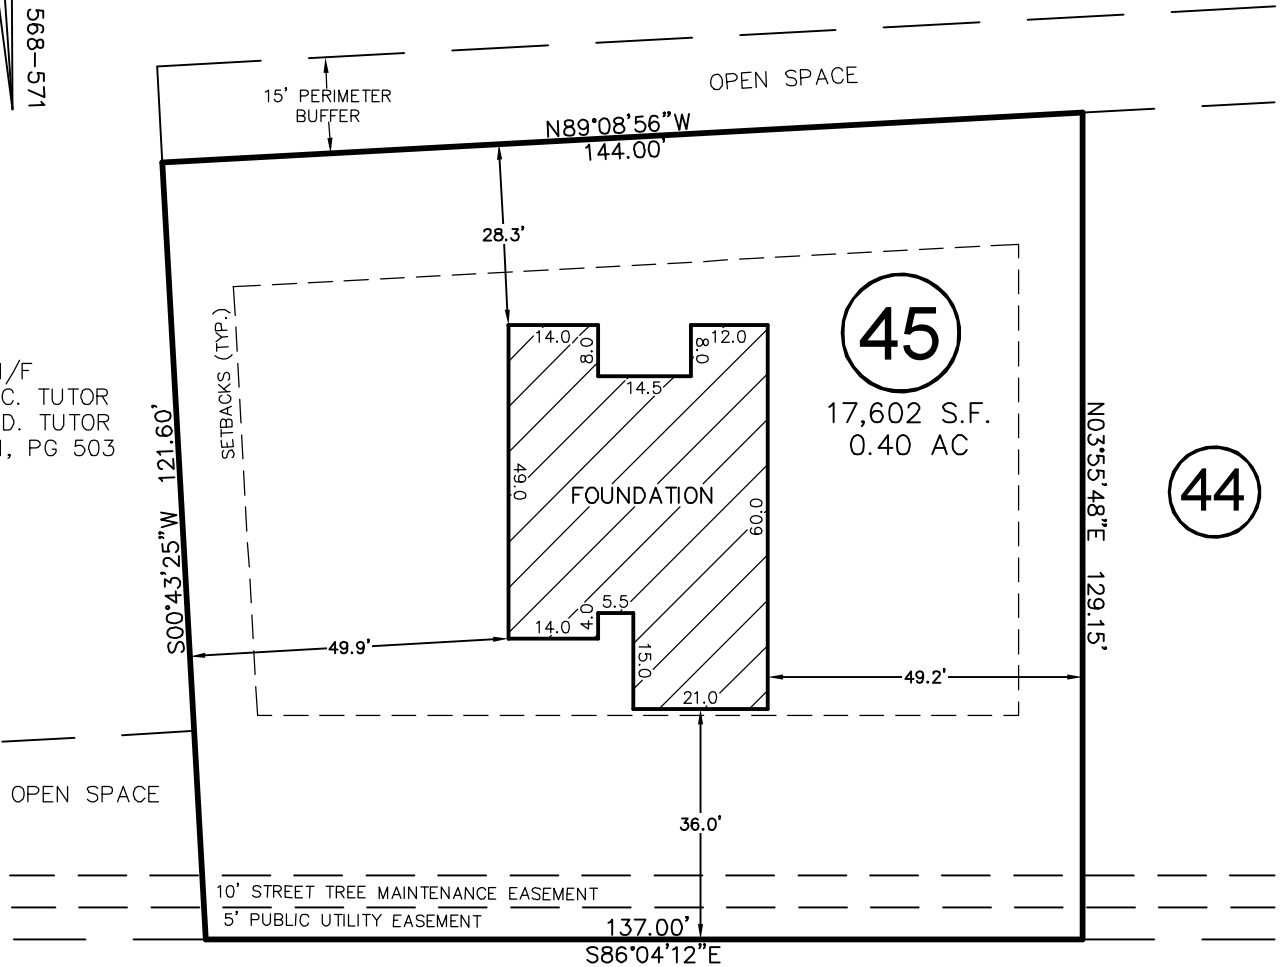 568-571
OPEN SPACE
15' PERIMETER
BUFFER
N89°08'56"W
144.00'
28.3'
45
17,602 S.F.
0.40 AC
SETBACKS (TYP.)
14.0
8.0
14.5
8.0
12.0
/F
C. TUTOR
D. TUTOR
, PG 503
S00°43'25"W 121.60'
49.0
FOUNDATION
60.0
N03°55'48"E 129.15'
44
5.5
14.0
4.0
15.0
21.0
49.9'
49.2'
OPEN SPACE
36.0'
10' STREET TREE MAINTENANCE EASEMENT
5' PUBLIC UTILITY EASEMENT
137.00'
S86°04'12"E